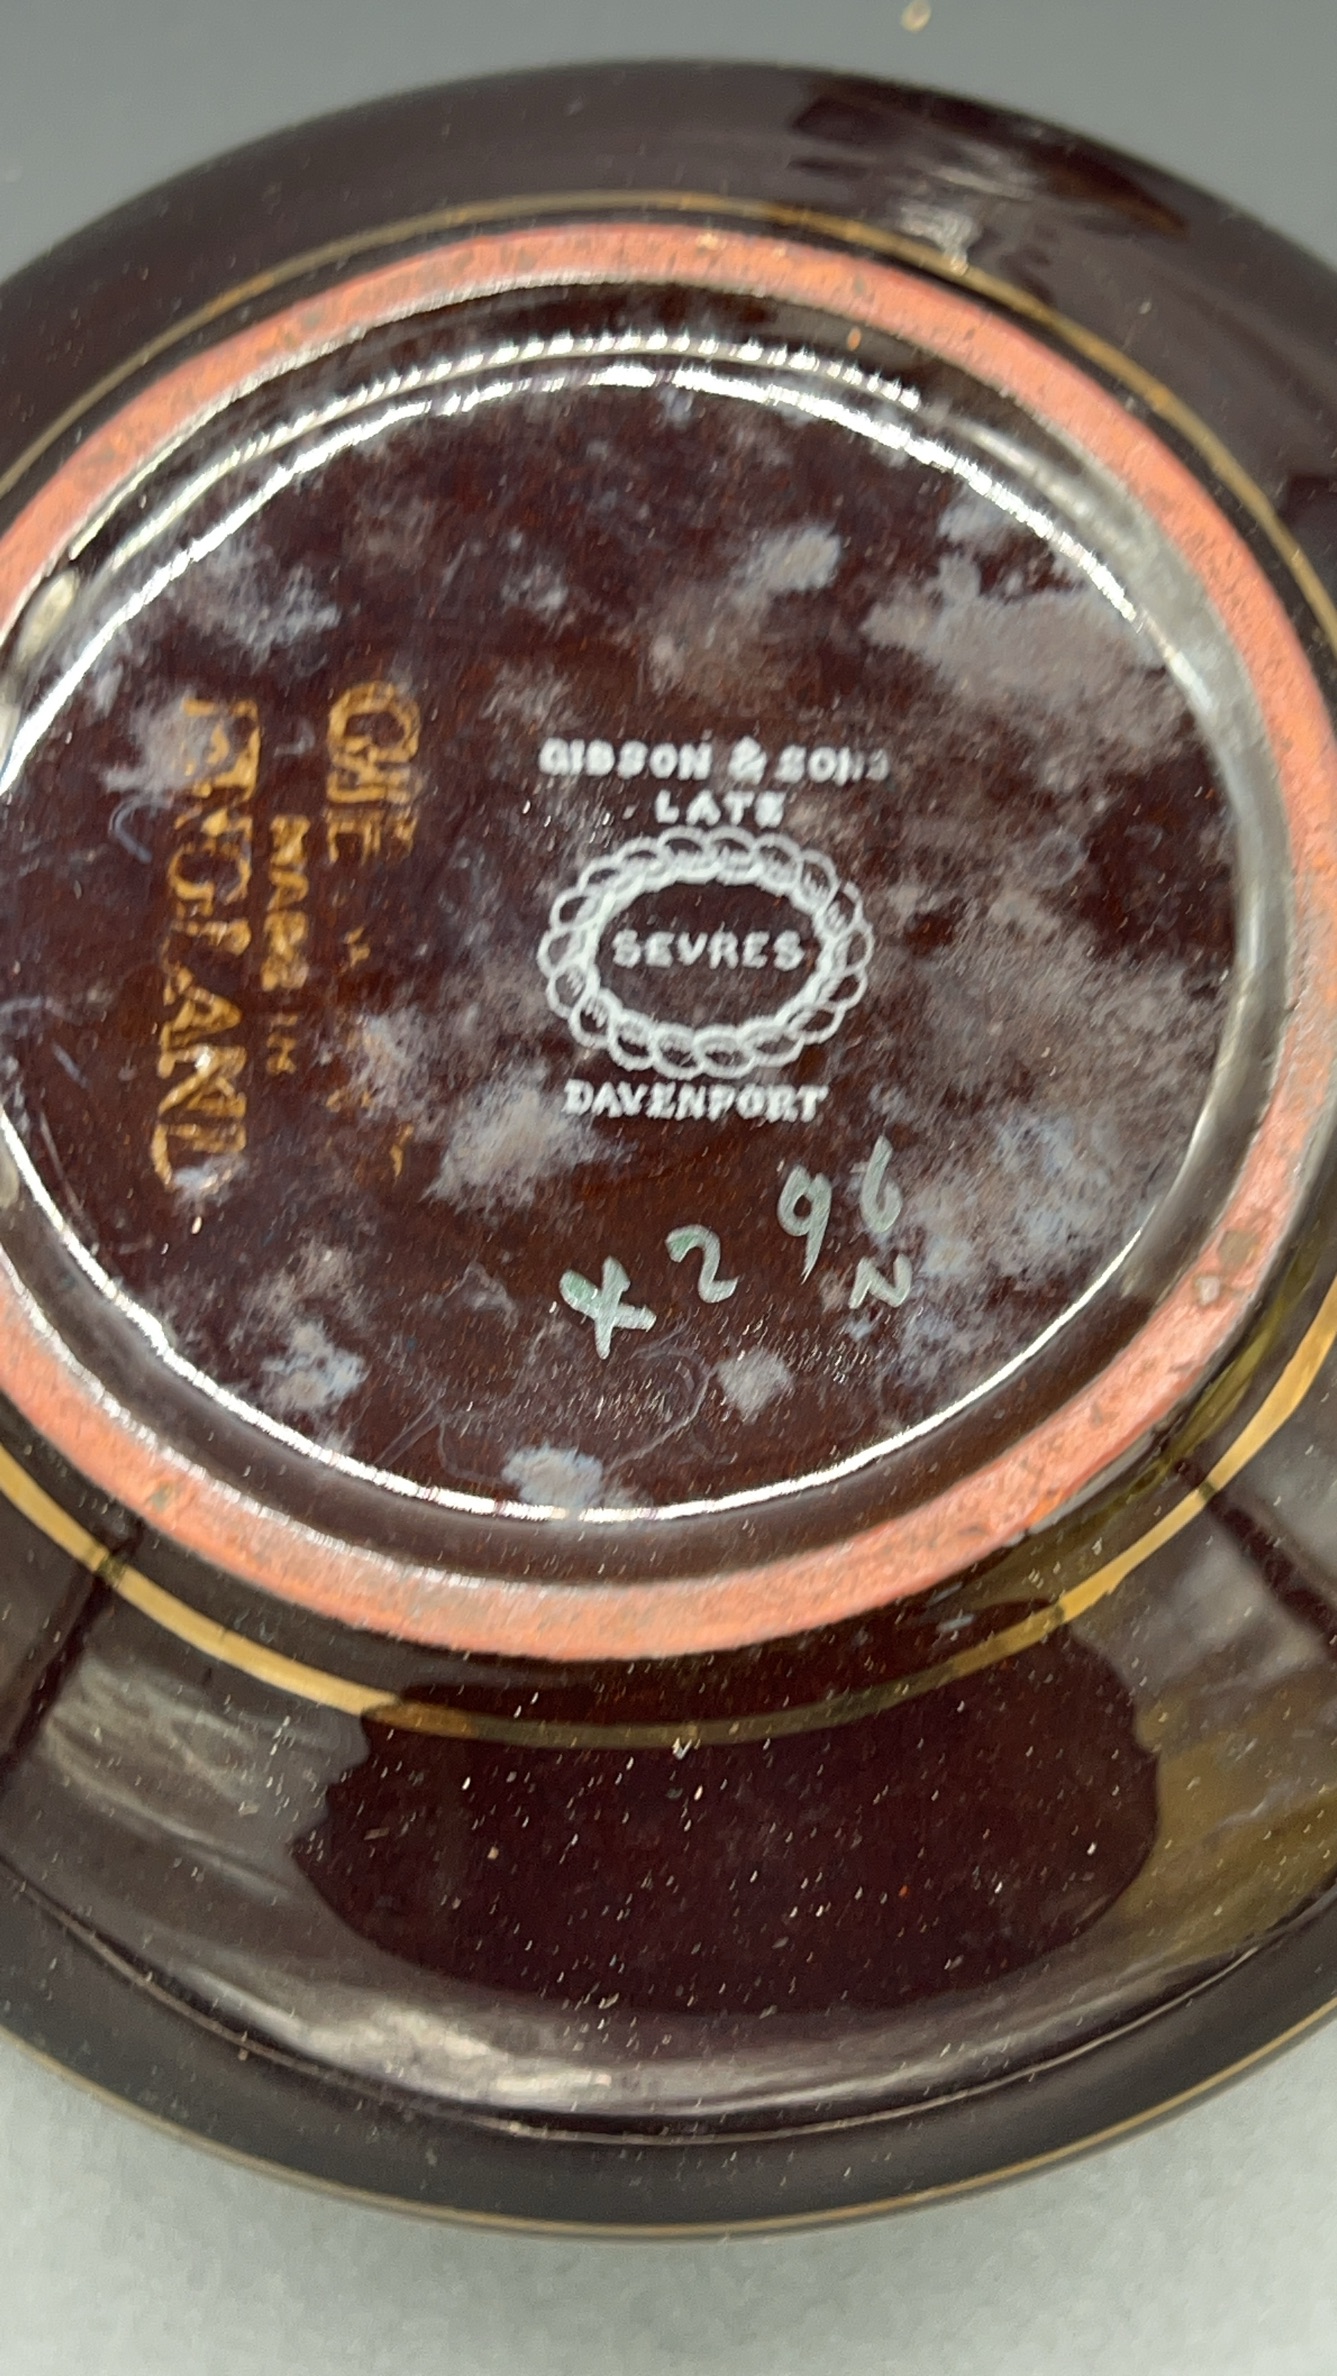 GIBSON & SONS
LATE
SEVRES
DAVENPORT
X296
N
MADE IN
ENGLAND